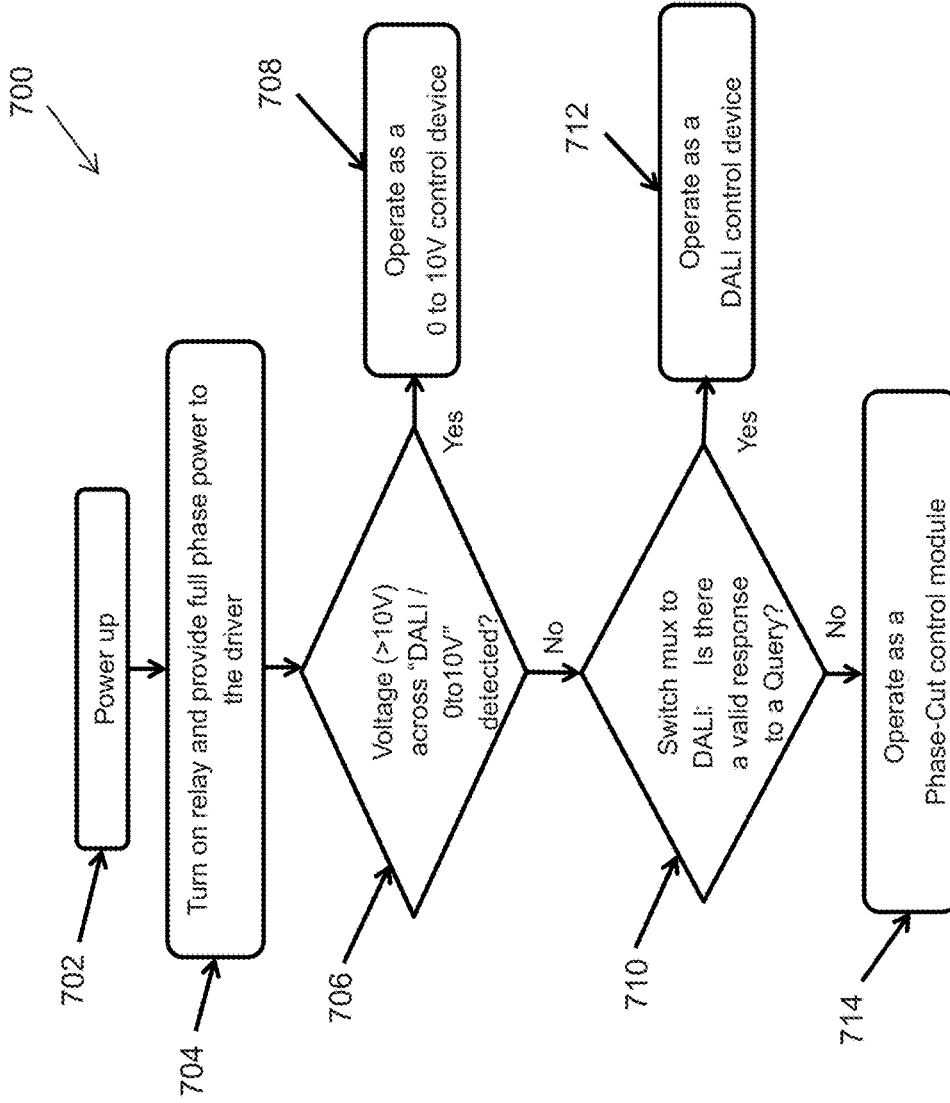 700
702
Power up
704
Turn on relay and provide full phase power to
the driver
706
Voltage (>10V)
across “DALI /
0to10V”
detected?
Yes
708
Operate as a
0 to 10V control device
No
710
Switch mux to
DALI: Is there
a valid response
to a Query?
Yes
712
Operate as a
DALI control device
No
714
Operate as a
Phase-Cut control module